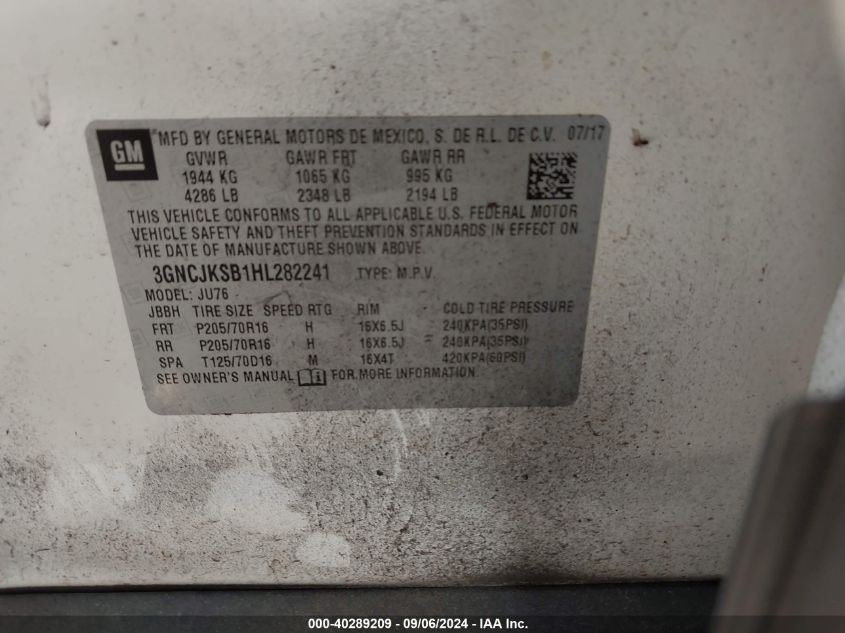 GM MFD BY GENERAL MOTORS DE MEXICO, S. DE R.L. DE C.V. 07/17
GVWR GAWR FRT GAWR RR
1944 KG 1065 KG 995 KG
4286 LB 2348 LB 2194 LB
THIS VEHICLE CONFORMS TO ALL APPLICABLE U.S. FEDERAL MOTOR
VEHICLE SAFETY AND THEFT PREVENTION STANDARDS IN EFFECT ON
THE DATE OF MANUFACTURE SHOWN ABOVE.
3GNCJKSB1HL282241 TYPE: M.P.V.
MODEL: JU76
JBBH TIRE SIZE SPEED RTG RIM COLD TIRE PRESSURE
FRT P205/70R16 H 16X6.5J 240KPA(35PSI)
RR P205/70R16 H 16X6.5J 240KPA(35PSI)
SPA T125/70D16 M 16X4T 420KPA(60PSI)
SEE OWNER'S MANUAL FOR MORE INFORMATION
000-40289209 - 09/06/2024 - IAA Inc.